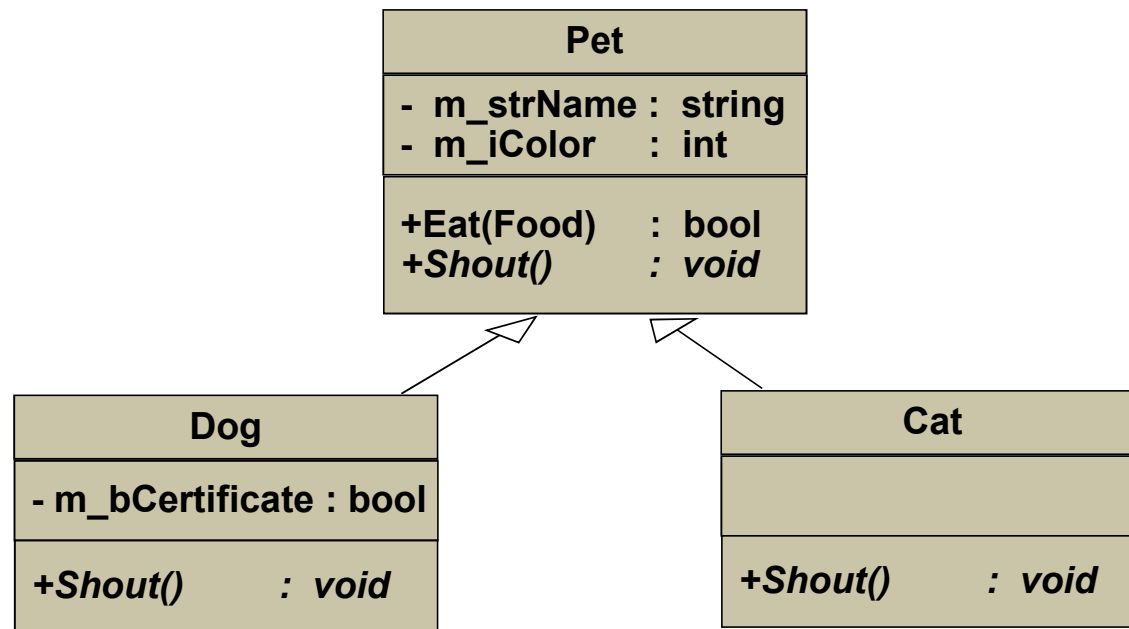 Pet
- m_strName : string
- m_iColor : int
+Eat(Food) : bool
+Shout() : void
Dog
- m_bCertificate : bool
+Shout() : void
Cat
+Shout() : void